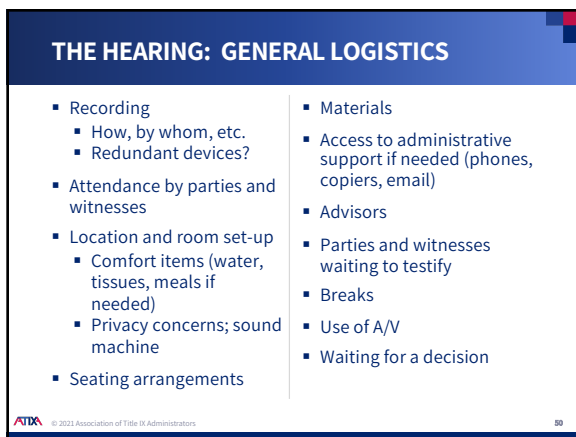 THE HEARING: GENERAL LOGISTICS
▪ Recording
▪ How, by whom, etc.
▪ Redundant devices?
▪ Attendance by parties and
witnesses
▪ Location and room set-up
▪ Comfort items (water,
tissues, meals if
needed)
▪ Privacy concerns; sound
machine
▪ Seating arrangements
▪ Materials
▪ Access to administrative
support if needed (phones,
copiers, email)
▪ Advisors
▪ Parties and witnesses
waiting to testify
▪ Breaks
▪ Use of A/V
▪ Waiting for a decision
ATIXA © 2021 Association of Title IX Administrators
50